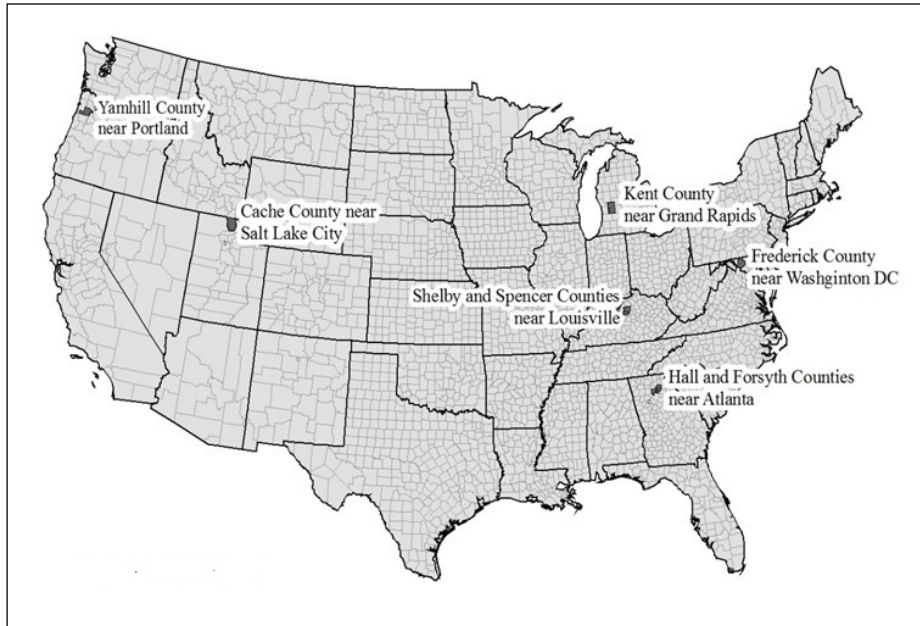 Yamhill County
near Portland
Cache County near
Salt Lake City
Kent County
near Grand Rapids
Frederick County
near Washginton DC
Shelby and Spencer Counties
near Louisville
Hall and Forsyth Counties
near Atlanta